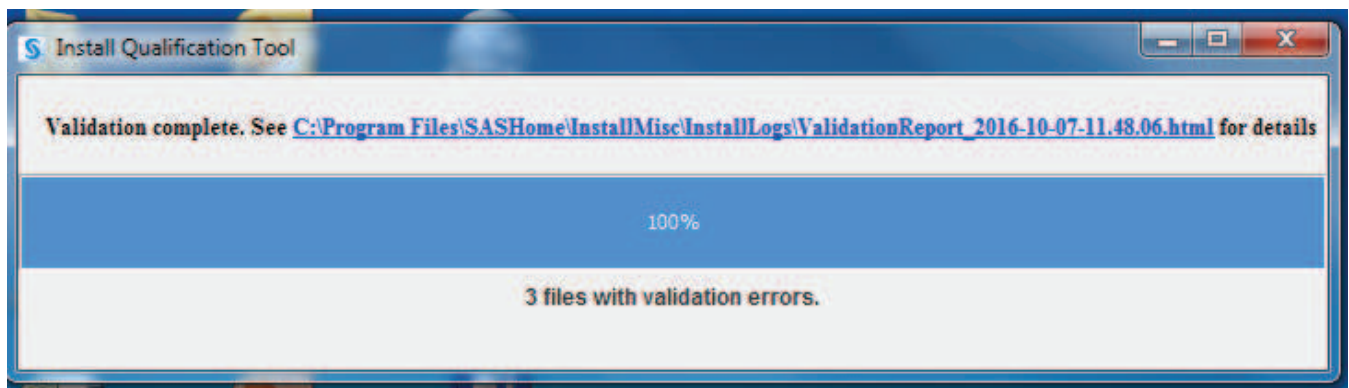 Install Qualification Tool
Validation complete. See C:\Program Files\SASHome\InstallMisc\InstallLogs\ValidationReport_2016-10-07-11.48.06.html for details
100%
3 files with validation errors.